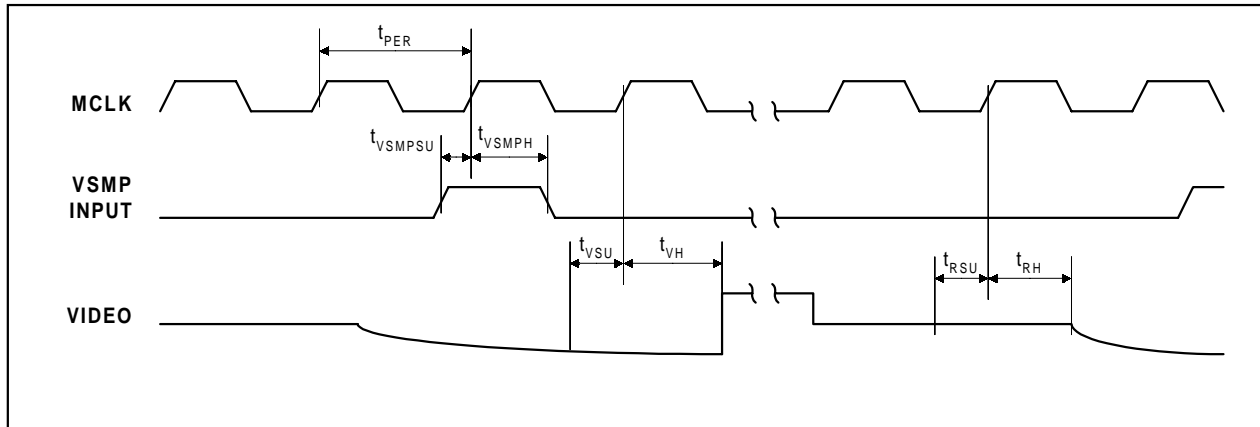 tPER
MCLK
tVSMPSU tVSMPH
VSMP
INPUT
tVSU tVH
tRSU tRH
VIDEO